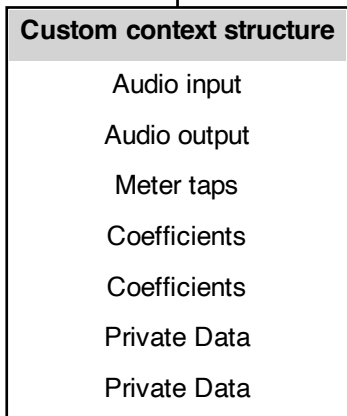 Custom context structure
Audio input
Audio output
Meter taps
Coefficients
Coefficients
Private Data
Private Data